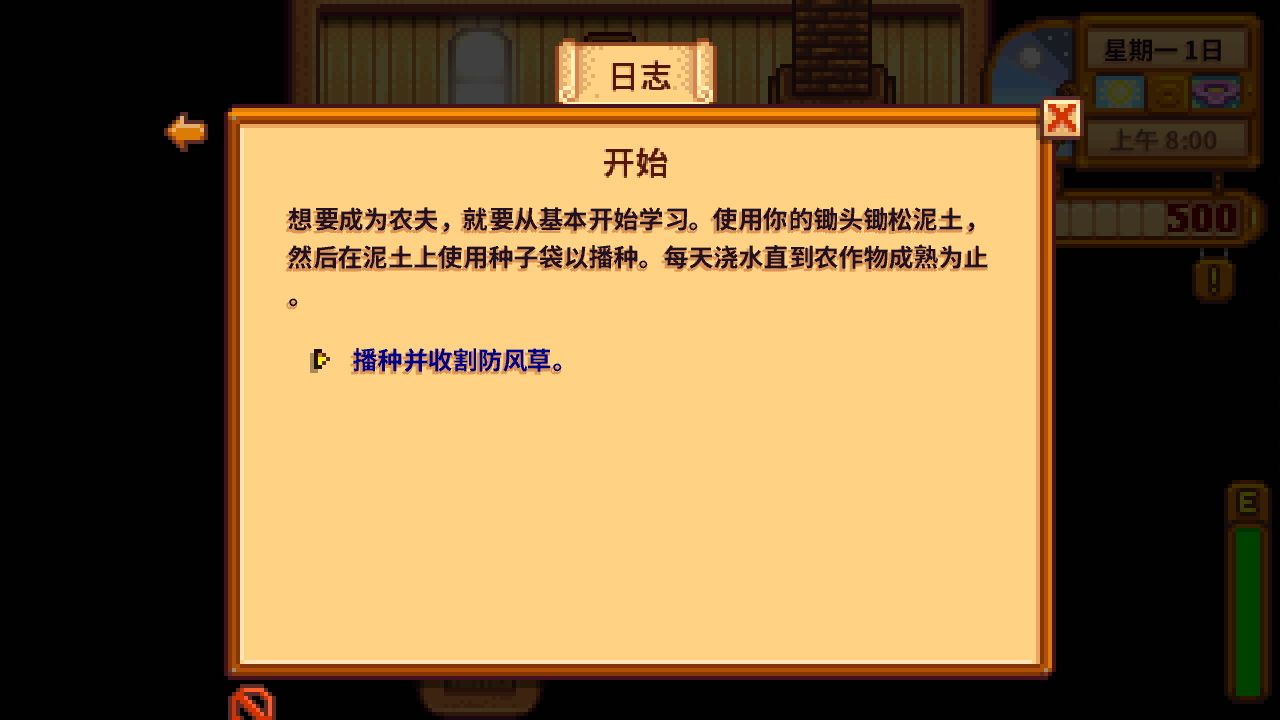 日志
星期一 1日
上午 8:00
500
开始
想要成为农夫，就要从基本开始学习。使用你的锄头锄松泥土，
然后在泥土上使用种子袋以播种。每天浇水直到农作物成熟为止
。
播种并收割防风草。
E